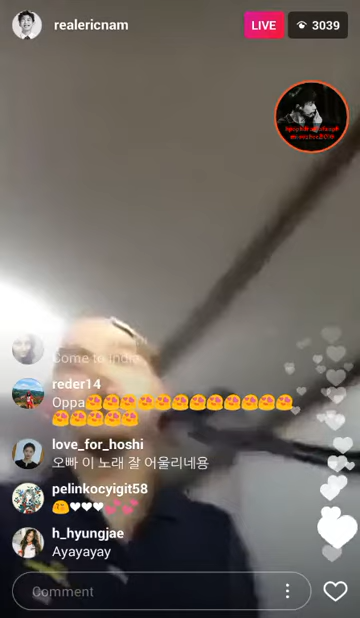 realericnam
LIVE
3039
Come to India
reder14
Oppa😍😍😍😍😍😍😍😍😍😍😍😍
😍😍😍😍😍
love_for_hoshi
오빠 이 노래 잘 어울리네용
pelinkocyigit58
❤❤❤💕💕
h_hyungjae
Ayayayay
Comment